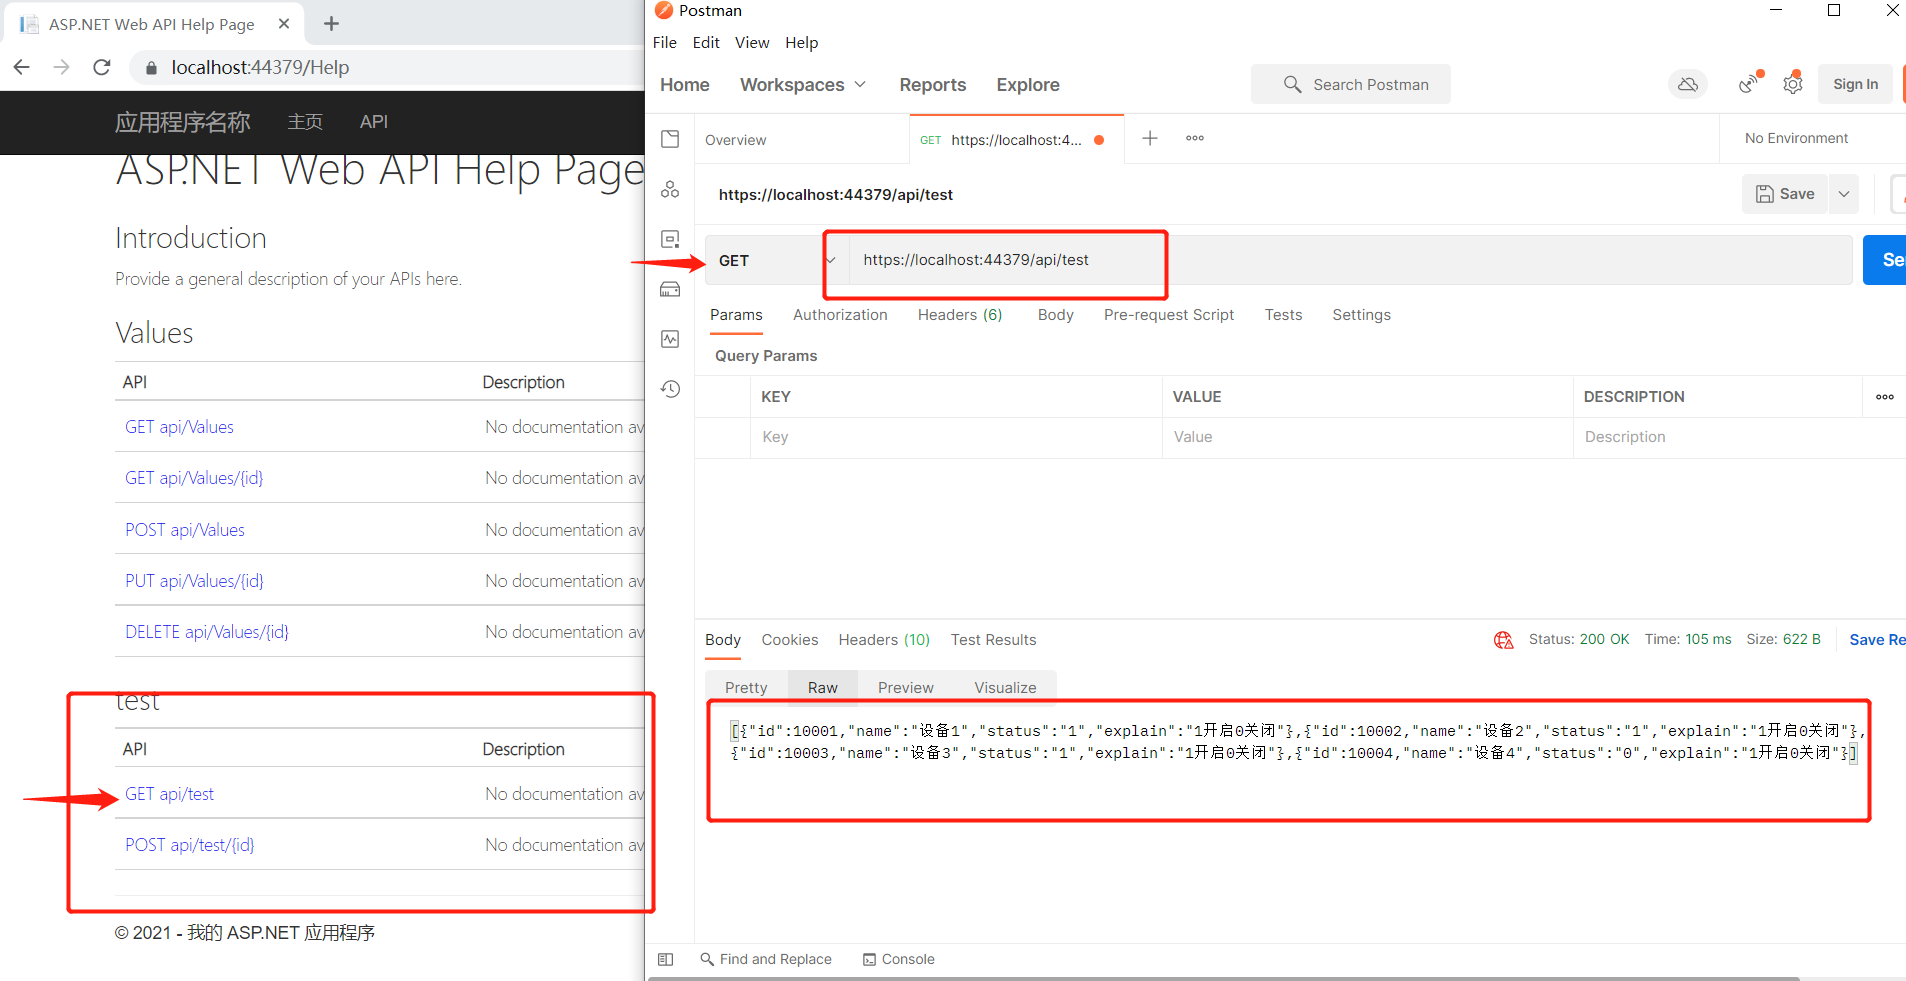 ASP.NET Web API Help Page
localhost:44379/Help
应用程序名称 主页 API
ASP.NET Web API Help Page
Introduction
Provide a general description of your APIs here.
Values
API Description
GET api/Values No documentation av
GET api/Values/{id} No documentation av
POST api/Values No documentation av
PUT api/Values/{id} No documentation av
DELETE api/Values/{id} No documentation av
test
API Description
GET api/test No documentation av
POST api/test/{id} No documentation av
© 2021 - 我的 ASP.NET 应用程序
Postman
File Edit View Help
Home Workspaces Reports Explore Search Postman Sign In
Overview GET https://localhost:4... No Environment
https://localhost:44379/api/test Save
GET https://localhost:44379/api/test Se
Params Authorization Headers (6) Body Pre-request Script Tests Settings
Query Params
KEY VALUE DESCRIPTION
Key Value Description
Body Cookies Headers (10) Test Results Status: 200 OK Time: 105 ms Size: 622 B Save Re
Pretty Raw Preview Visualize
[{"id":10001,"name":"设备1","status":"1","explain":"1开启0关闭"},{"id":10002,"name":"设备2","status":"1","explain":"1开启0关闭"},
{"id":10003,"name":"设备3","status":"1","explain":"1开启0关闭"},{"id":10004,"name":"设备4","status":"0","explain":"1开启0关闭"}]
Find and Replace Console